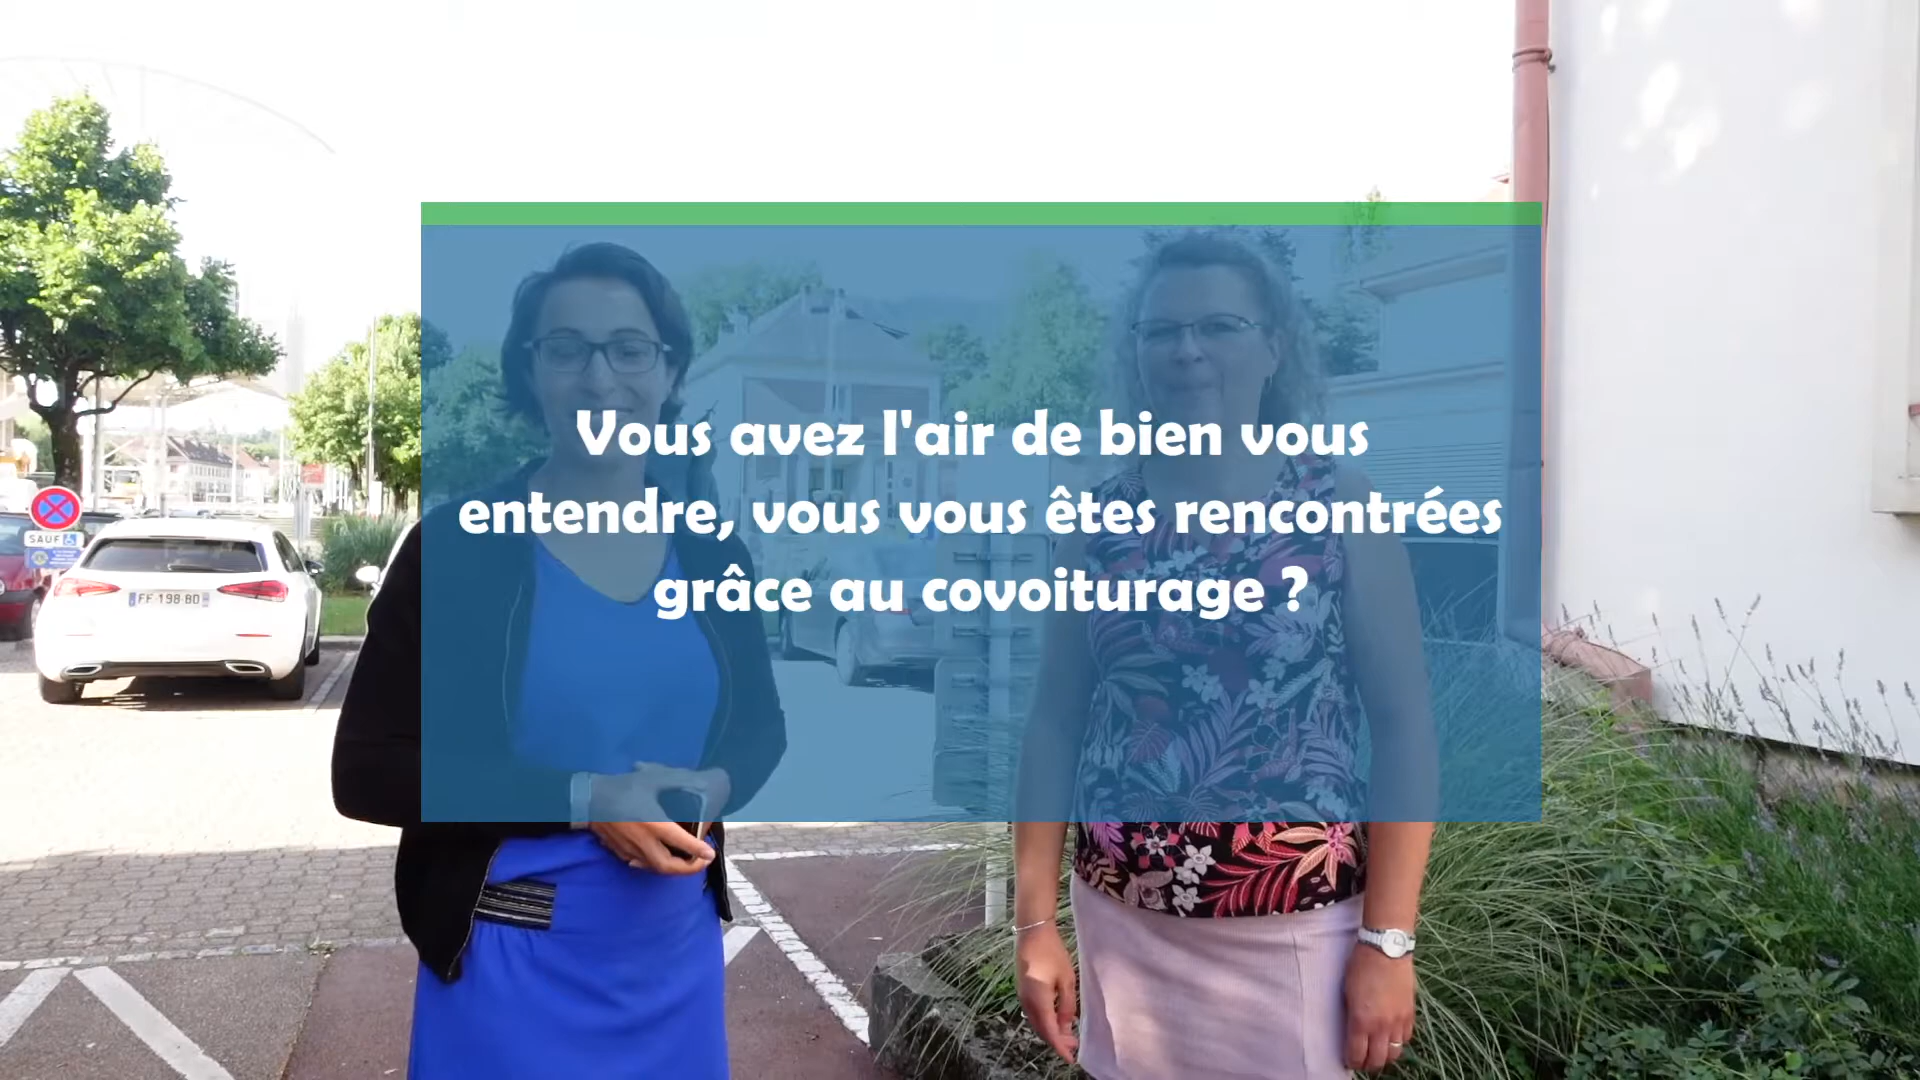 Vous avez l'air de bien vous
entendre, vous vous êtes rencontrées
grâce au covoiturage ?
SAUF
FF 198 BD